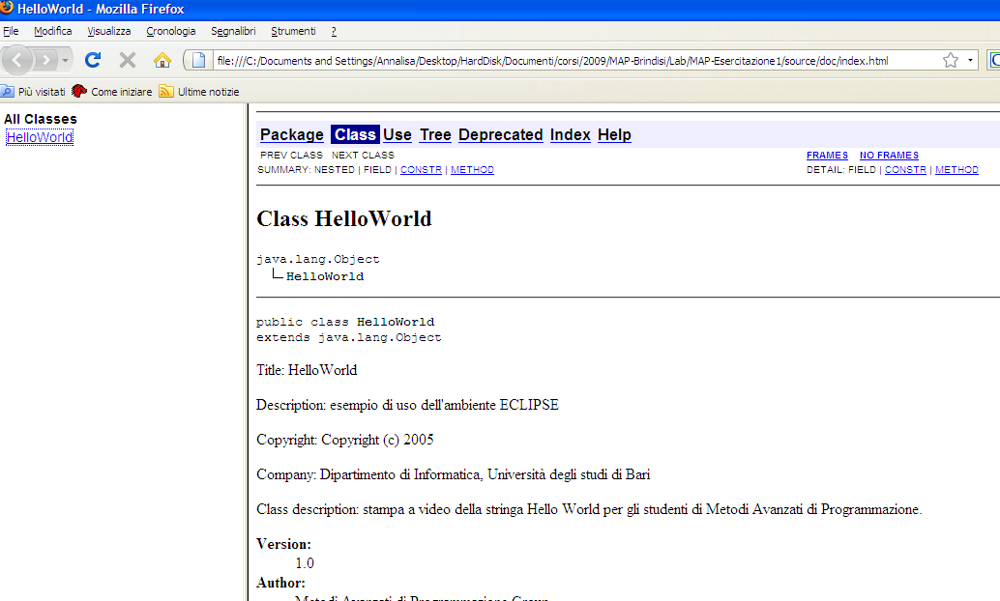 HelloWorld - Mozilla Firefox
File Modifica Visualizza Cronologia Segnalibri Strumenti ?
file:///C:/Documents and Settings/Annalisa/Desktop/HardDisk/Documenti/corsi/2009/MAP-Brindisi/Lab/MAP-Esercitazione1/source/doc/index.html
Più visitati Come iniziare Ultime notizie
All Classes
HelloWorld
Package Class Use Tree Deprecated Index Help
PREV CLASS NEXT CLASS FRAMES NO FRAMES
SUMMARY: NESTED | FIELD | CONSTR | METHOD DETAIL: FIELD | CONSTR | METHOD
Class HelloWorld
java.lang.Object
HelloWorld
public class HelloWorld
extends java.lang.Object
Title: HelloWorld
Description: esempio di uso dell'ambiente ECLIPSE
Copyright: Copyright (c) 2005
Company: Dipartimento di Informatica, Università degli studi di Bari
Class description: stampa a video della stringa Hello World per gli studenti di Metodi Avanzati di Programmazione.
Version:
1.0
Author:
Metodi Avanzati di Programmazione Group